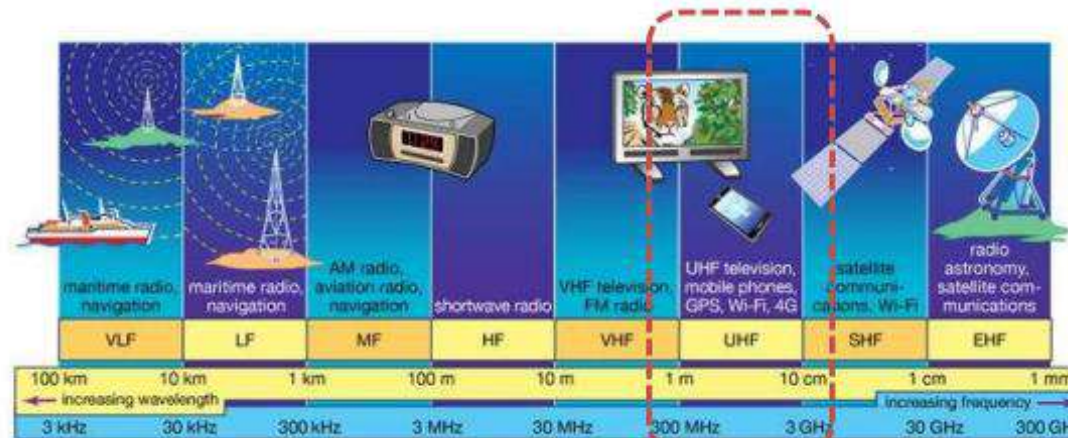 maritime radio,
navigation
maritime radio,
navigation
AM radio,
aviation radio,
navigation
shortwave radio
VHF television,
FM radio
UHF television,
mobile phones,
GPS, Wi-Fi, 4G
satellite
communi-
cations, Wi-Fi
radio
astronomy,
satellite com-
munications
VLF LF MF HF VHF UHF SHF EHF
100 km 10 km 1 km 100 m 10 m 1 m 10 cm 1 cm 1 mm
increasing wavelength increasing frequency
3 kHz 30 kHz 300 kHz 3 MHz 30 MHz 300 MHz 3 GHz 30 GHz 300 GH